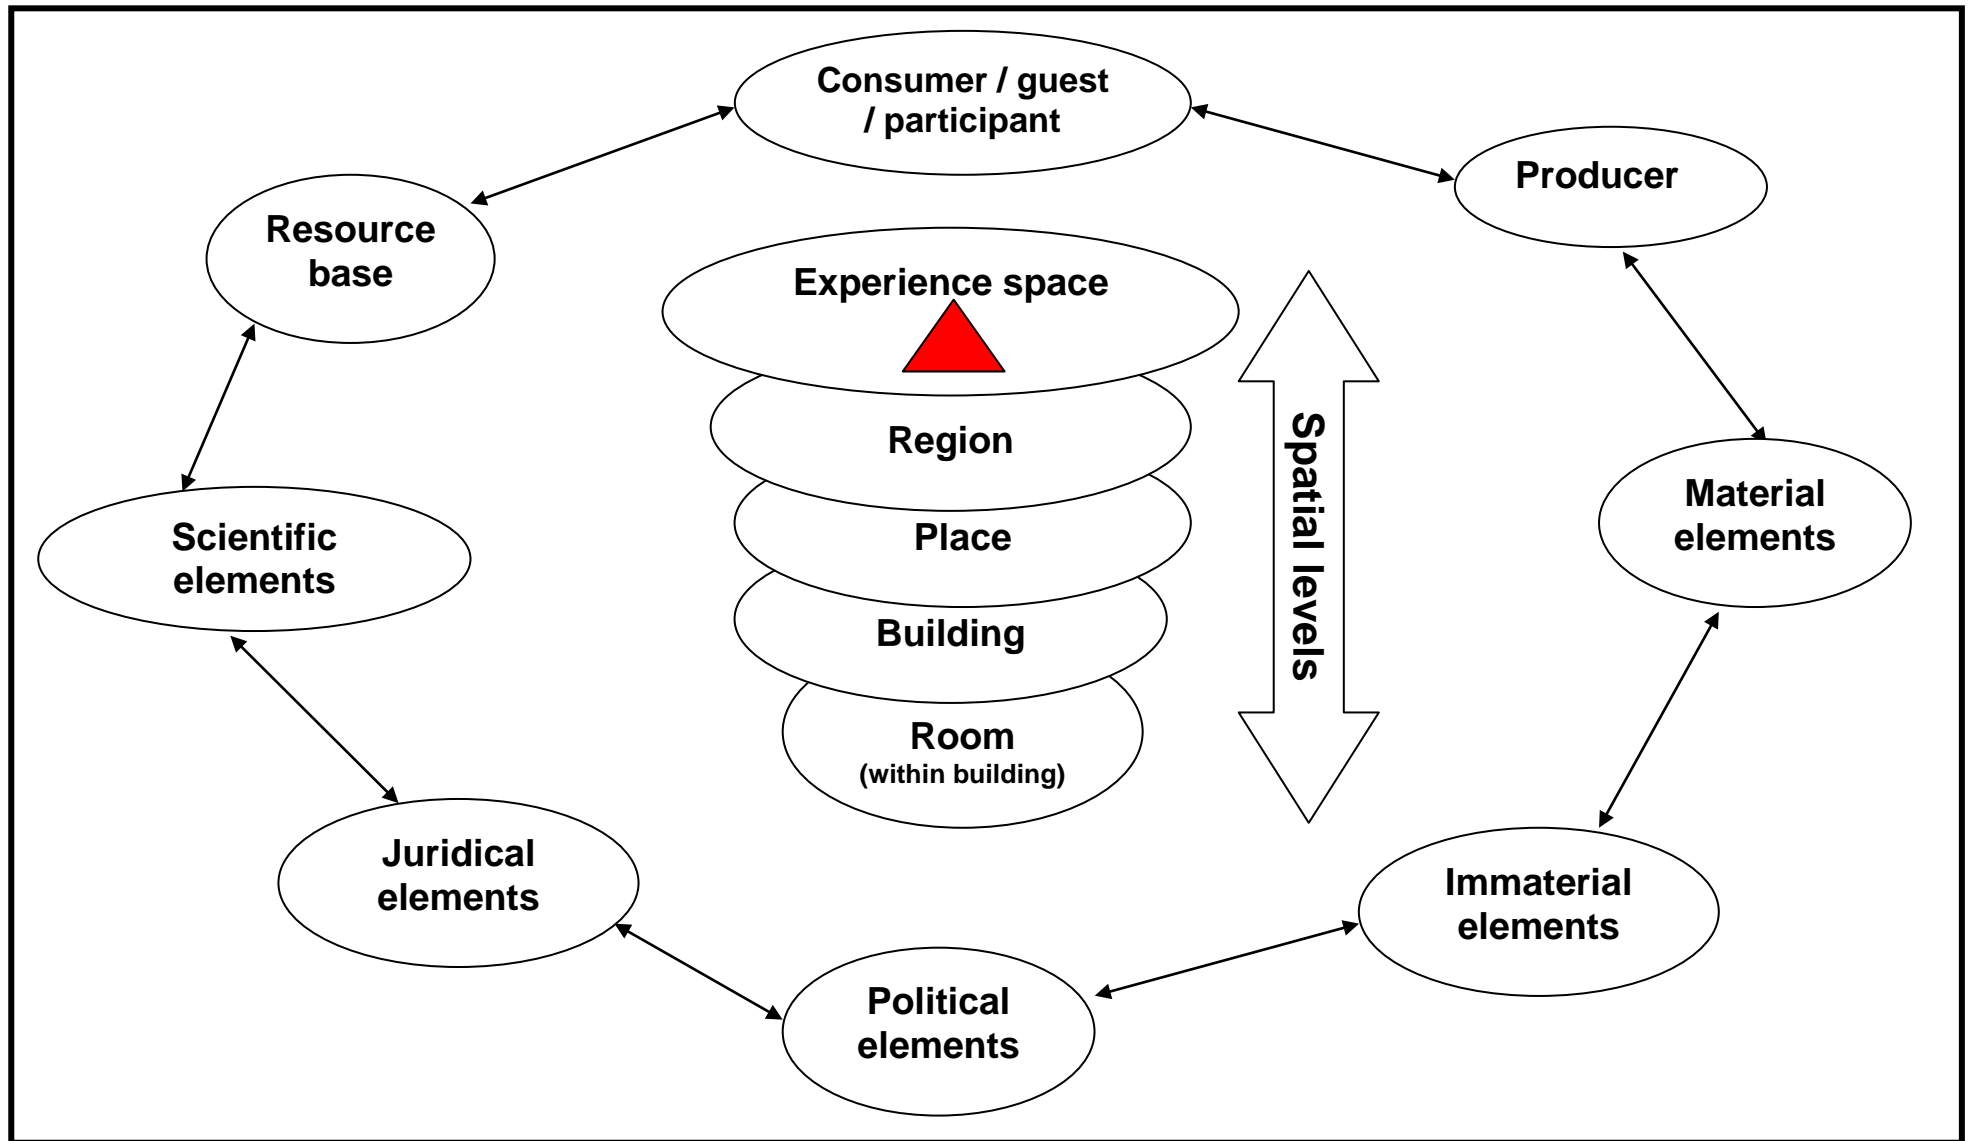 Consumer / guest
/ participant
Producer
Resource
base
Experience space
Region
Spatial levels
Material
elements
Scientific
elements
Place
Building
Room
(within building)
Juridical
elements
Immaterial
elements
Political
elements